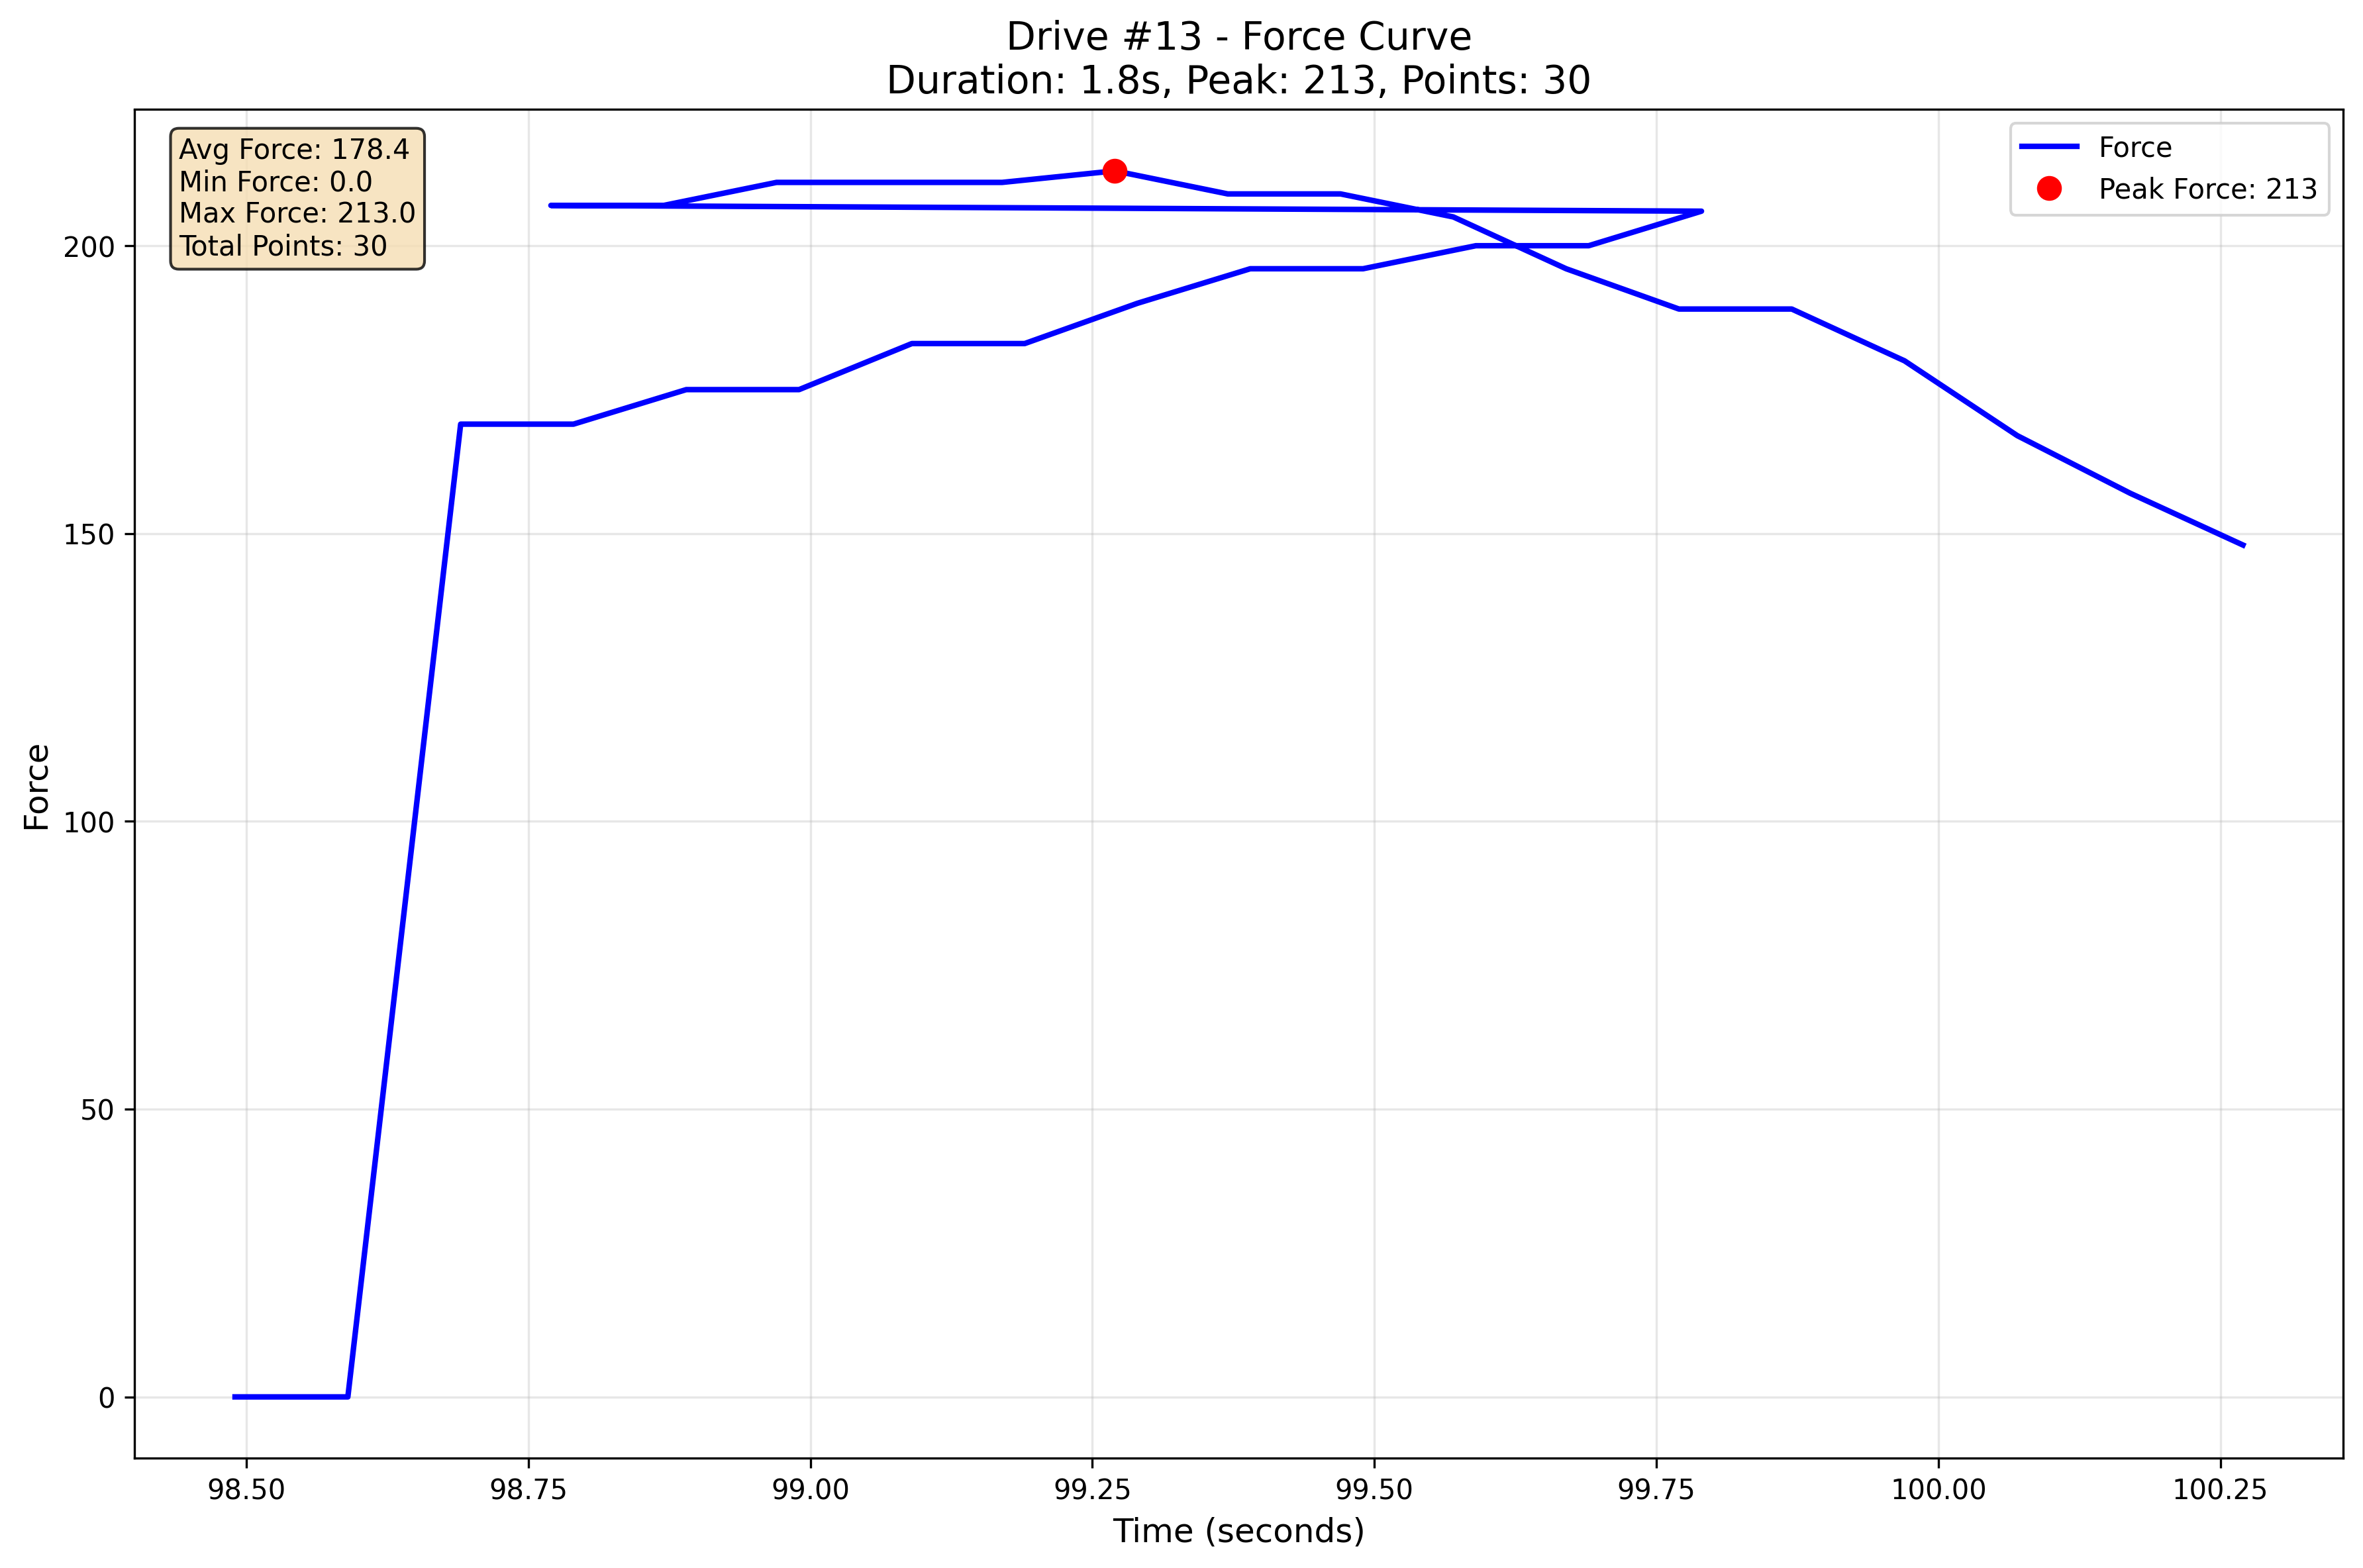 Drive #13 - Force Curve
Duration: 1.8s, Peak: 213, Points: 30
Avg Force: 178.4
Min Force: 0.0
Max Force: 213.0
Total Points: 30
Force
Peak Force: 213
200
150
100
50
0
Force
98.50 98.75 99.00 99.25 99.50 99.75 100.00 100.25
Time (seconds)